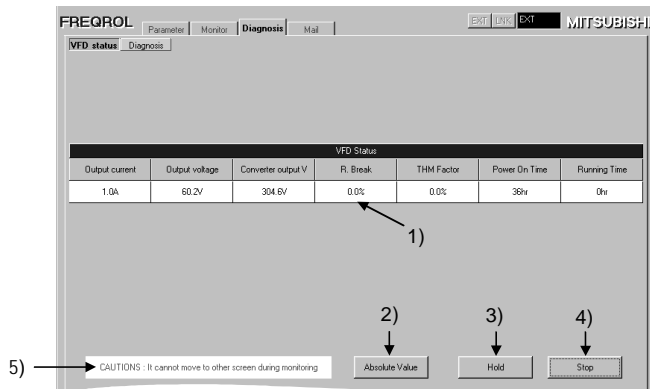 FREQROL Parameter Monitor Diagnosis Mail EXT LNK EXT MITSUBISHI
VFD status Diagnosis
VFD Status
Output current Output voltage Converter output V R. Break THM Factor Power On Time Running Time
1.0A 60.2V 304.6V 0.0% 0.0% 36hr 0hr
1)
2) 3) 4)
5) CAUTIONS : It cannot move to other screen during monitoring Absolute Value Hold Stop